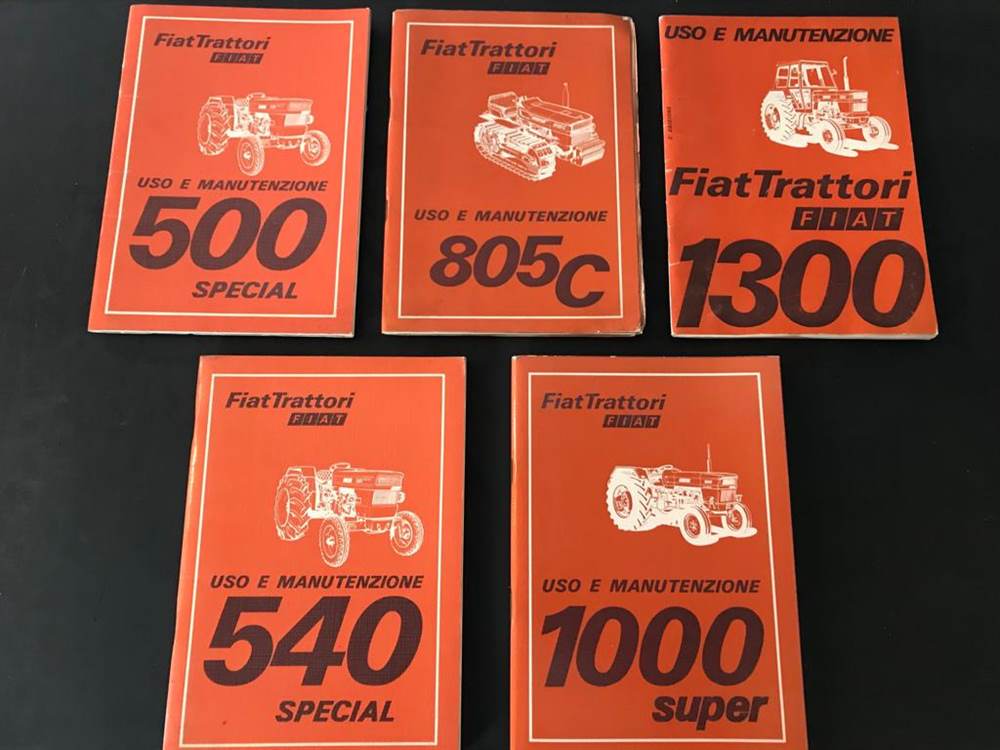 FiatTrattori
FIAT
USO E MANUTENZIONE
500
SPECIAL
FiatTrattori
FIAT
USO E MANUTENZIONE
805C
USO E MANUTENZIONE
FiatTrattori
FIAT
1300
FiatTrattori
FIAT
USO E MANUTENZIONE
540
SPECIAL
FiatTrattori
FIAT
USO E MANUTENZIONE
1000
super